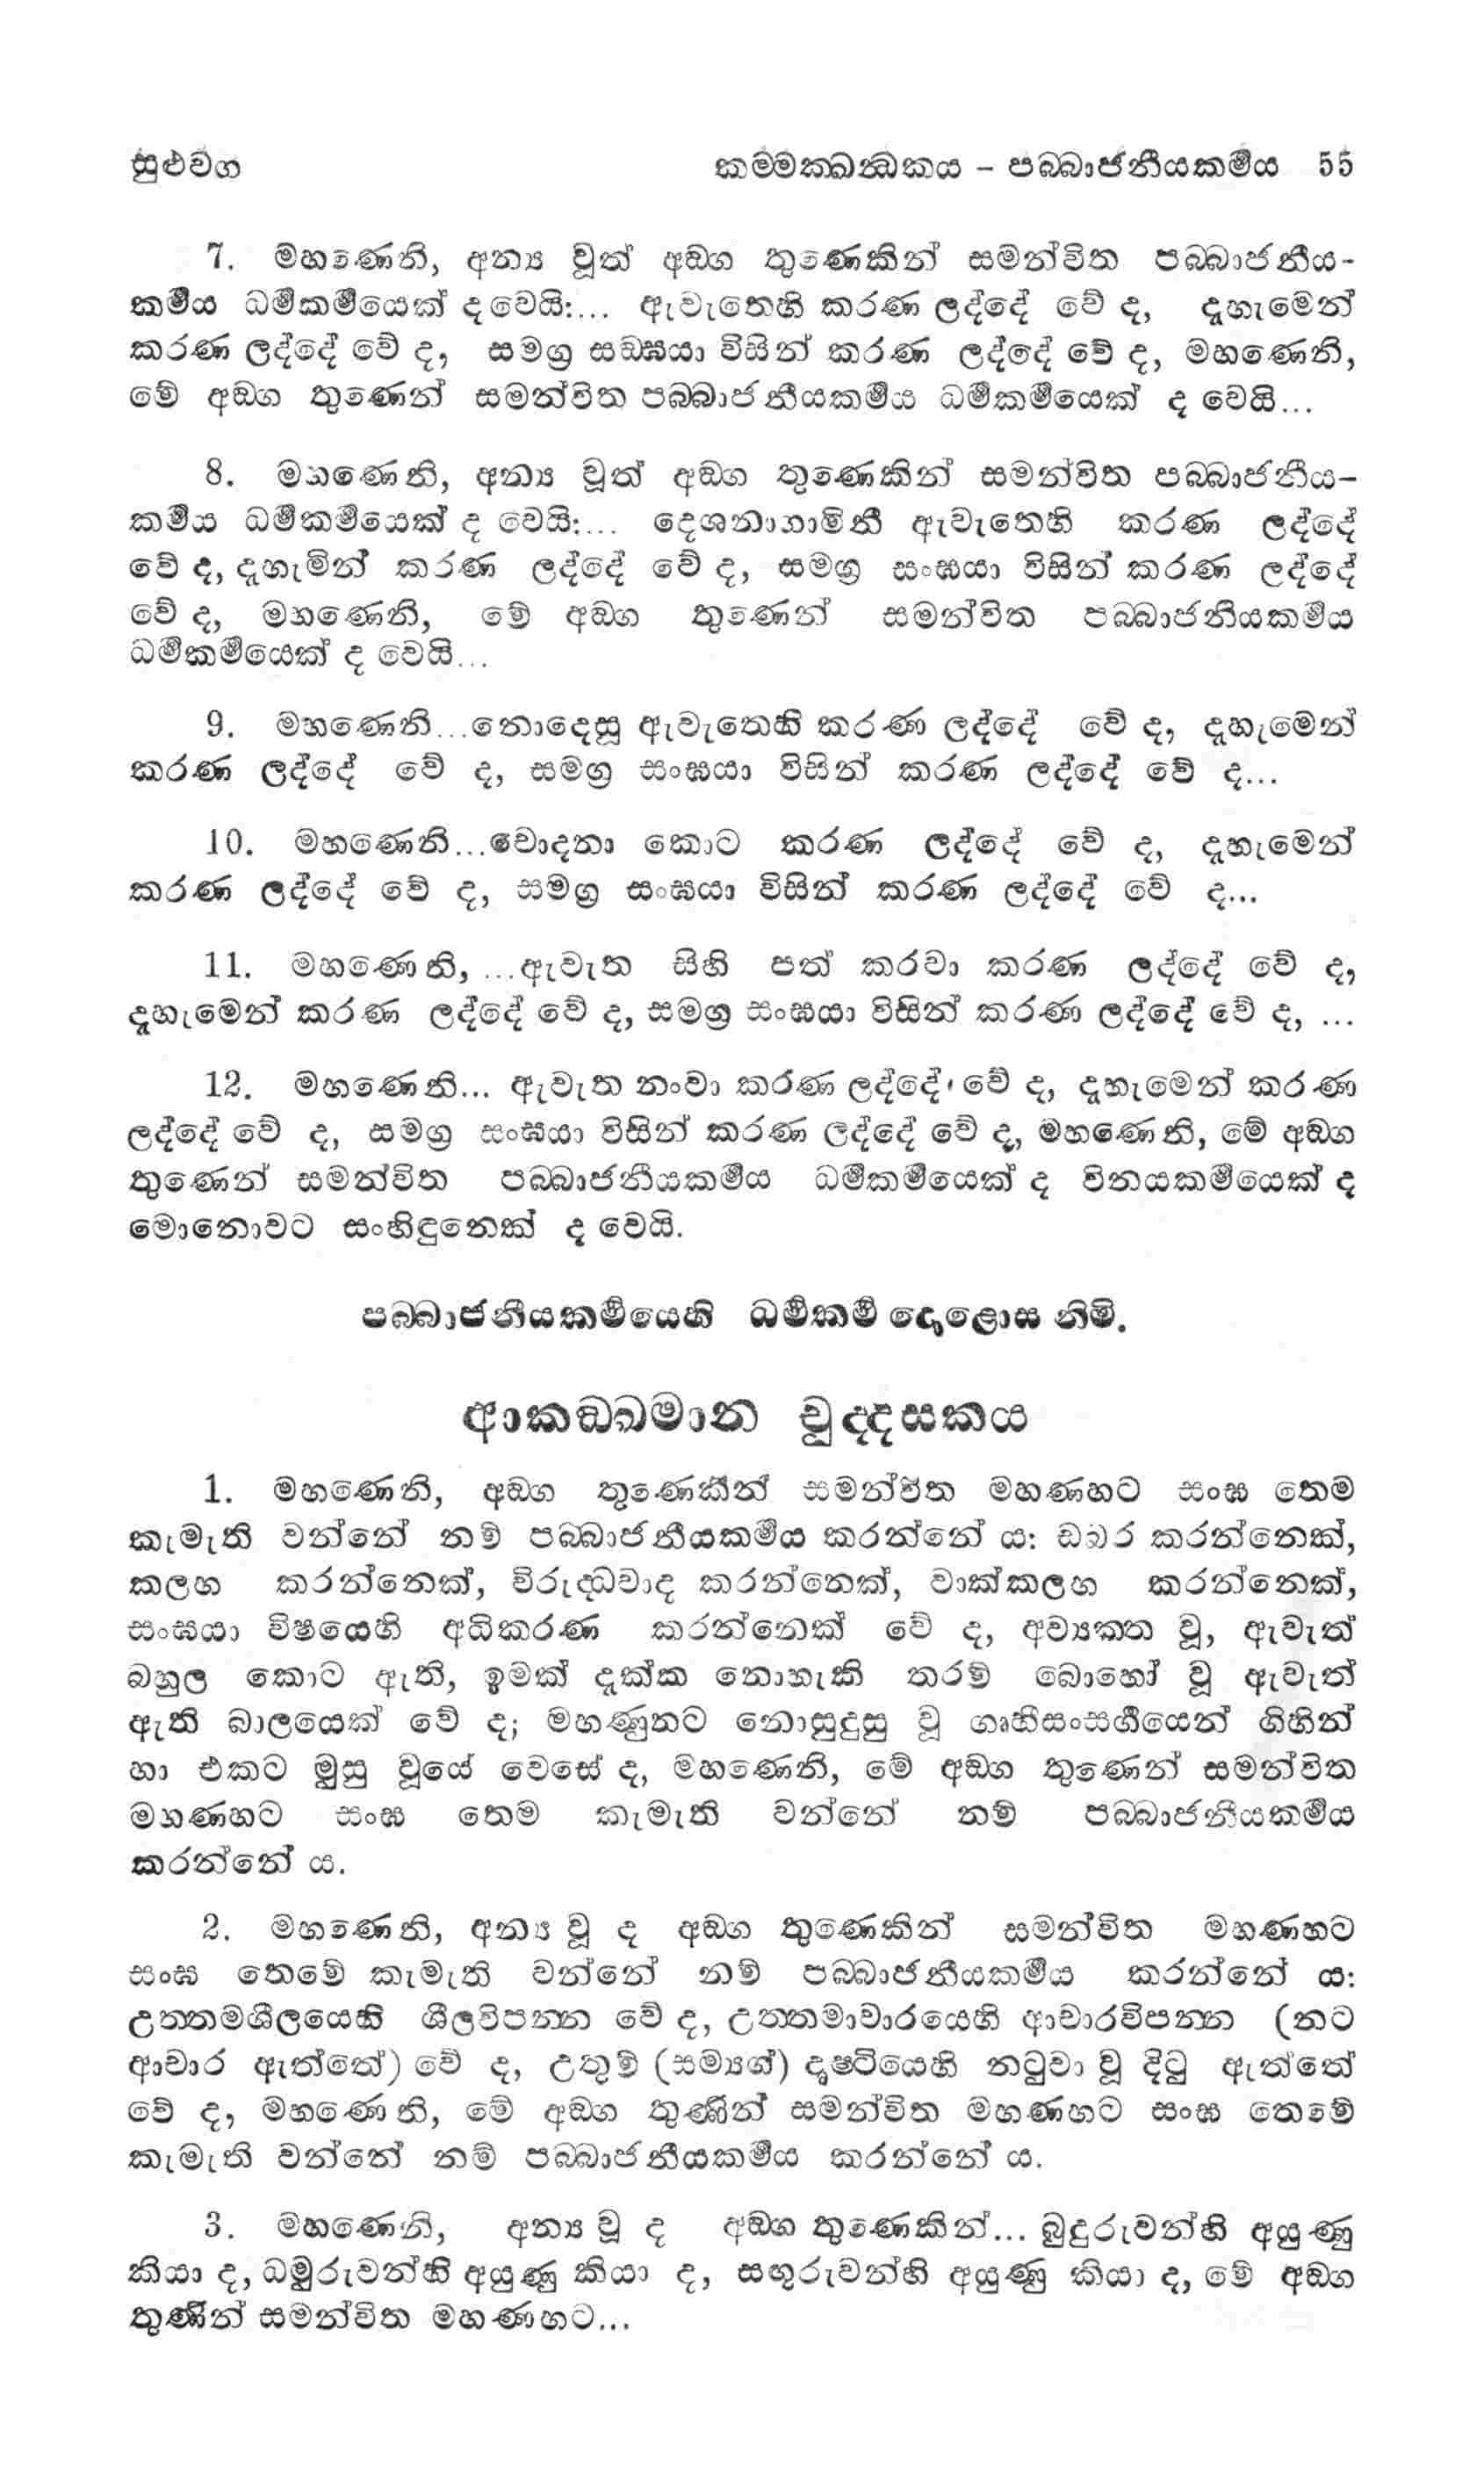 සුළුවග කම්මක්ඛන්ධකය – පබ්බාජනීයකර්මය 55
7. මහණෙනි, අන්‍ය වූත් අඞ්ග තුණෙකින් සමන්විත පබ්බාජනීය-
කර්මය ධර්මකර්මයෙක් ද වෙයි:... ඇවැතෙහි කරණ ලද්දේ වේ ද, දැහැමෙන්
කරණ ලද්දේ වේ ද, සමග්‍ර සඞ්ඝයා විසින් කරණ ලද්දේ වේ ද, මහණෙනි,
මේ අඞ්ග තුණෙන් සමන්විත පබ්බාජනීයකර්මය ධර්මකර්මයෙක් ද වෙයි...
8. මහණෙනි, අන්‍ය වූත් අඞ්ග තුණෙකින් සමන්විත පබ්බාජනීය–
කර්මය ධර්මකර්මයෙක් ද වෙයි:... දෙශනාගාමිනී ඇවැතෙහි කරණ ලද්දේ
වේ ද, දැහැමින් කරණ ලද්දේ වේ ද, සමග්‍ර සංඝයා විසින් කරණ ලද්දේ
වේ ද, මහණෙනි, මේ අඞ්ග තුණෙන් සමන්විත පබ්බාජනීයකර්මය
ධර්මකර්මයෙක් ද වෙයි...
9. මහණෙනි...නොදෙසූ ඇවැතෙහි කරණ ලද්දේ වේ ද, දැහැමෙන්
කරණ ලද්දේ වේ ද, සමග්‍ර සංඝයා විසින් කරණ ලද්දේ වේ ද...
10. මහණෙනි...චොදනා කොට කරණ ලද්දේ වේ ද, දැහැමෙන්
කරණ ලද්දේ වේ ද, සමග්‍ර සංඝයා විසින් කරණ ලද්දේ වේ ද...
11. මහණෙනි, ...ඇවැත සිහි පත් කරවා කරණ ලද්දේ වේ ද,
දැහැමෙන් කරණ ලද්දේ වේ ද, සමග්‍ර සංඝයා විසින් කරණ ලද්දේ වේ ද, ...
12. මහණෙනි... ඇවැත නංවා කරණ ලද්දේ වේ ද, දැහැමෙන් කරණ
ලද්දේ වේ ද, සමග්‍ර සංඝයා විසින් කරණ ලද්දේ වේ ද, මහණෙනි, මේ අඞ්ග
තුණෙන් සමන්විත පබ්බාජනීයකර්මය ධර්මකර්මයෙක් ද විනයකර්මයෙක් ද
මොනොවට සංහිඳුනෙක් ද වෙයි.
පබ්බාජනීයකර්මයෙහි ධර්මකර්ම දොළොස නිමි.
ආකඞ්ඛමාන චුද්දසකය
1. මහණෙනි, අඞ්ග තුණෙකින් සමන්විත මහණහට සංඝ තෙම
කැමැති වන්නේ නම් පබ්බාජනීයකර්මය කරන්නේ ය: ඩබර කරන්නෙක්,
කලහ කරන්නෙක්, විරුද්ධවාද කරන්නෙක්, වාක්කලහ කරන්නෙක්,
සංඝයා විෂයෙහි අධිකරණ කරන්නෙක් වේ ද, අව්‍යක්ත වූ, ඇවැත්
බහුල කොට ඇති, ඉමක් දැක්ක නොහැකි තරම් බොහෝ වූ ඇවැත්
ඇති බාලයෙක් වේ ද; මහණුනට නොසුදුසු වූ ගෘහීසංසර්ගයෙන් ගිහින්
හා එකට මුසු වූයේ වෙසේ ද, මහණෙනි, මේ අඞ්ග තුණෙන් සමන්විත
මහණහට සංඝ තෙම කැමැති වන්නේ නම් පබ්බාජනීයකර්මය
කරන්නේ ය.
2. මහණෙනි, අන්‍ය වූ ද අඞ්ග තුණෙකින් සමන්විත මහණහට
සංඝ තෙමේ කැමැති වන්නේ නම් පබ්බාජනීයකර්මය කරන්නේ ය:
උත්තමශීලයෙහි ශීලවිපන්න වේ ද, උත්තමාචාරයෙහි ආචාරවිපන්න (නට
ආචාර ඇත්තේ) වේ ද, උතුම් (සම්‍යග්) දෘෂ්ටියෙහි නටුවා වූ දිටු ඇත්තේ
වේ ද, මහණෙනි, මේ අඞ්ග තුණින් සමන්විත මහණහට සංඝ තෙමේ
කැමැති වන්නේ නම් පබ්බාජනීයකර්මය කරන්නේ ය.
3. මහණෙනි, අන්‍ය වූ ද අඞ්ග තුණෙකින්... බුදුරුවන්හි අයුණු
කියා ද, ධමුරුවන්හි අයුණු කියා ද, සඟුරුවන්හි අයුණු කියා ද, මේ අඞ්ග
තුණින් සමන්විත මහණහට...